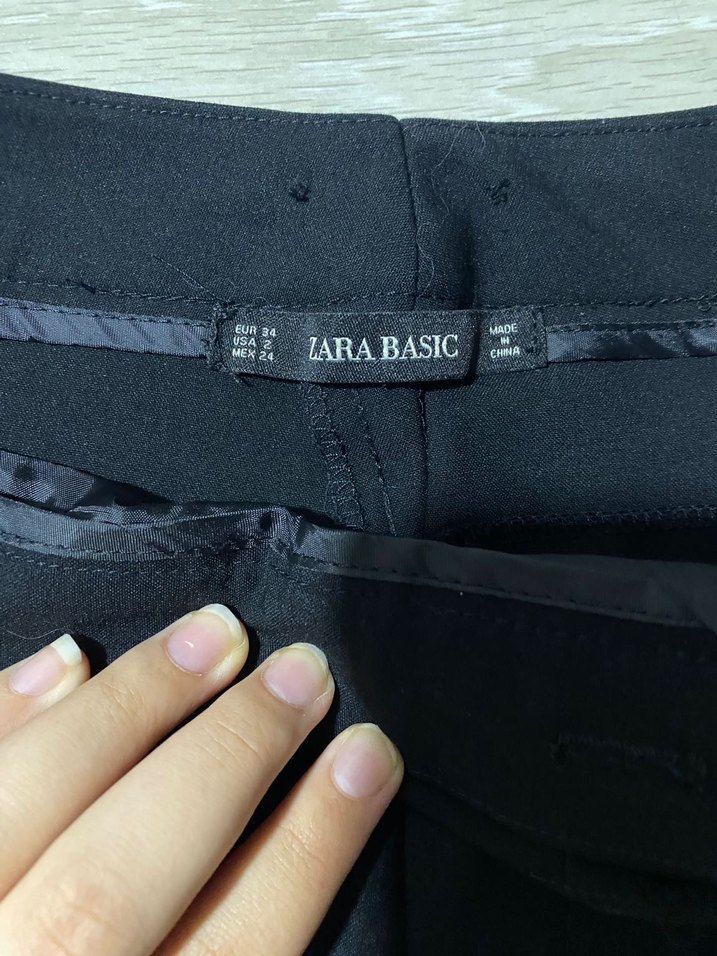 EUR 34
USA 2
MEX 24
ZARA BASIC
MADE
IN
CHINA